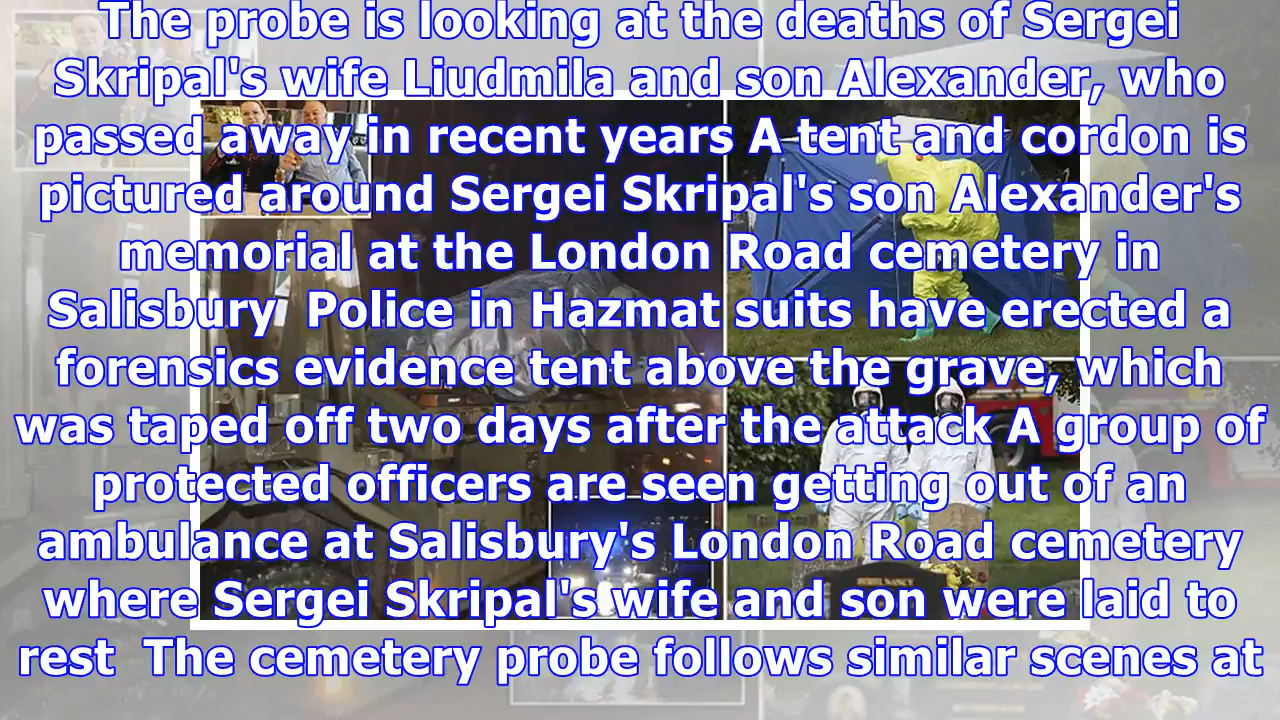 The probe is looking at the deaths of Sergei
Skripal's wife Liudmila and son Alexander, who
passed away in recent years A tent and cordon is
pictured around Sergei Skripal's son Alexander's
memorial at the London Road cemetery in
Salisbury  Police in Hazmat suits have erected a
forensics evidence tent above the grave, which
was taped off two days after the attack A group of
protected officers are seen getting out of an
ambulance at Salisbury's London Road cemetery
where Sergei Skripal's wife and son were laid to
rest  The cemetery probe follows similar scenes at